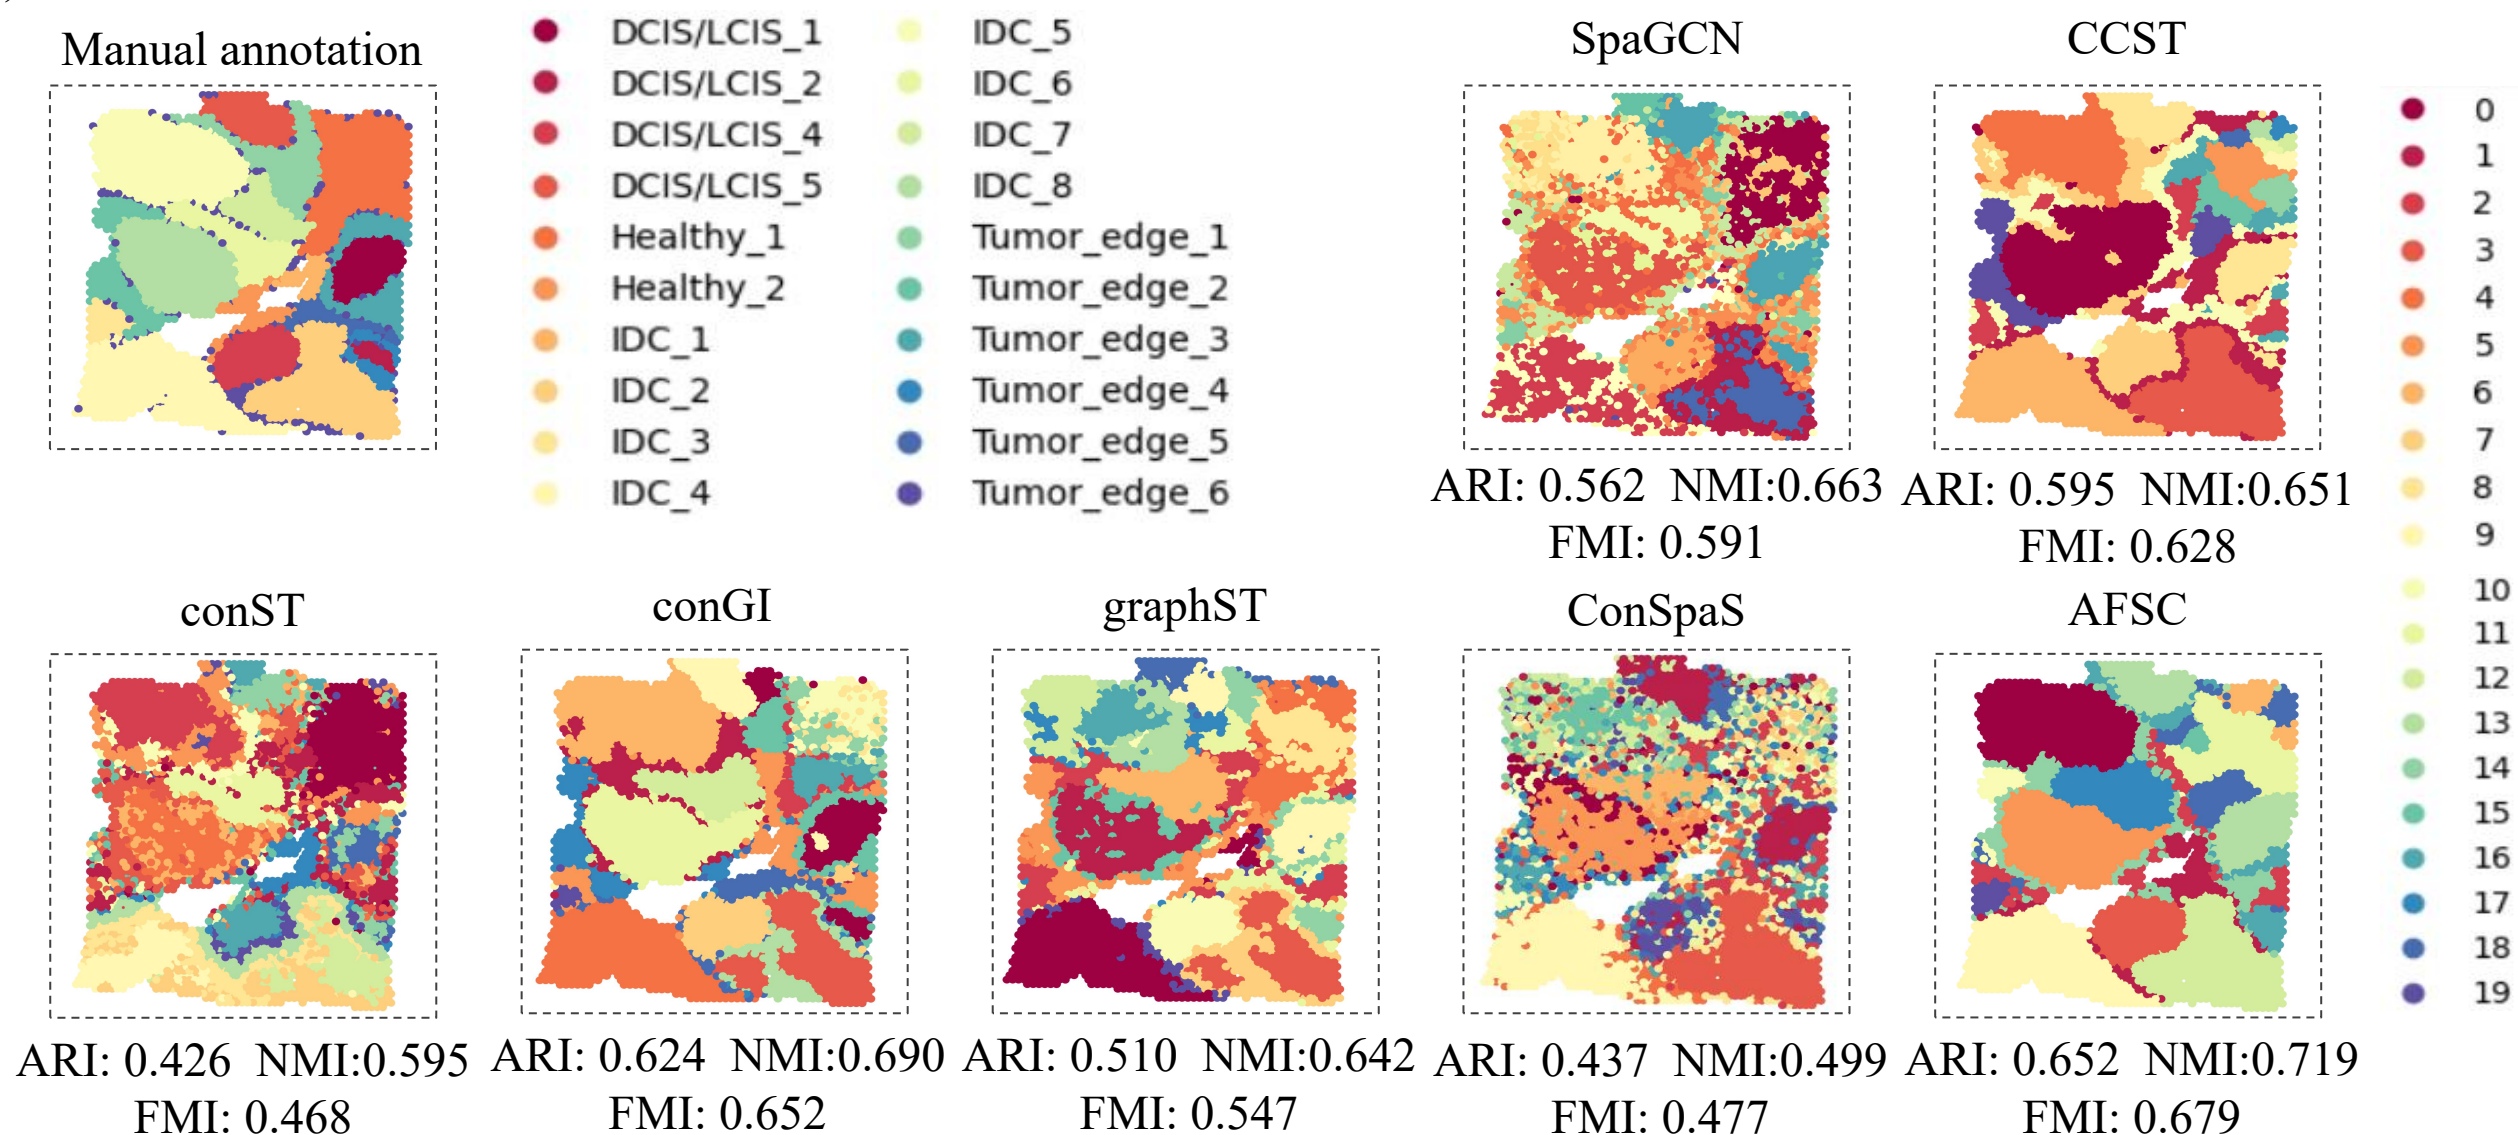 Manual annotation
DCIS/LCIS_1
DCIS/LCIS_2
DCIS/LCIS_4
DCIS/LCIS_5
Healthy_1
Healthy_2
IDC_1
IDC_2
IDC_3
IDC_4
IDC_5
IDC_6
IDC_7
IDC_8
Tumor_edge_1
Tumor_edge_2
Tumor_edge_3
Tumor_edge_4
Tumor_edge_5
Tumor_edge_6
SpaGCN
ARI: 0.562 NMI:0.663
FMI: 0.591
CCST
ARI: 0.595 NMI:0.651
FMI: 0.628
0
1
2
3
4
5
6
7
8
9
10
11
12
13
14
15
16
17
18
19
conST
ARI: 0.426 NMI:0.595
FMI: 0.468
conGI
ARI: 0.624 NMI:0.690
FMI: 0.652
graphST
ARI: 0.510 NMI:0.642
FMI: 0.547
ConSpaS
ARI: 0.437 NMI:0.499
FMI: 0.477
AFSC
ARI: 0.652 NMI:0.719
FMI: 0.679